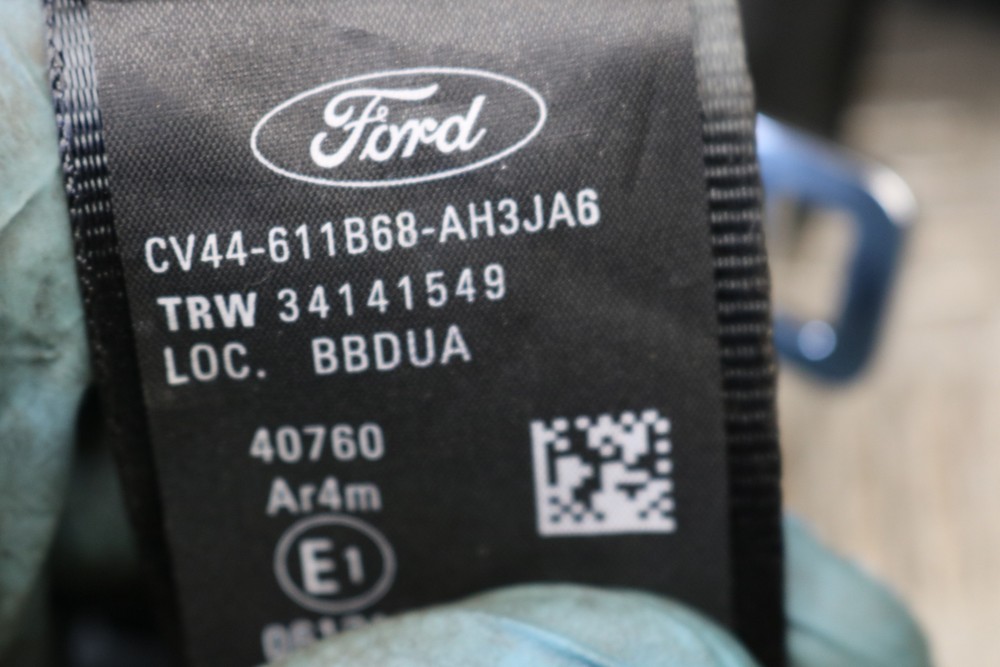 Ford
CV44-611B68-AH3JA6
TRW 34141549
LOC. BBDUA
40760
Ar4m
E1